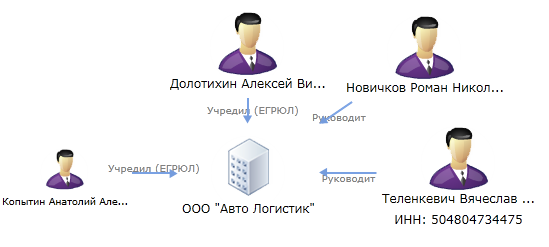 Долотихин Алексей Ви...
Новичков Роман Никол...
Учредил (ЕГРЮЛ)
Руководит
Учредил (ЕГРЮЛ)
Руководит
Копытин Анатолий Але...
ООО "Авто Логистик"
Теленкевич Вячеслав ...
ИНН: 504804734475